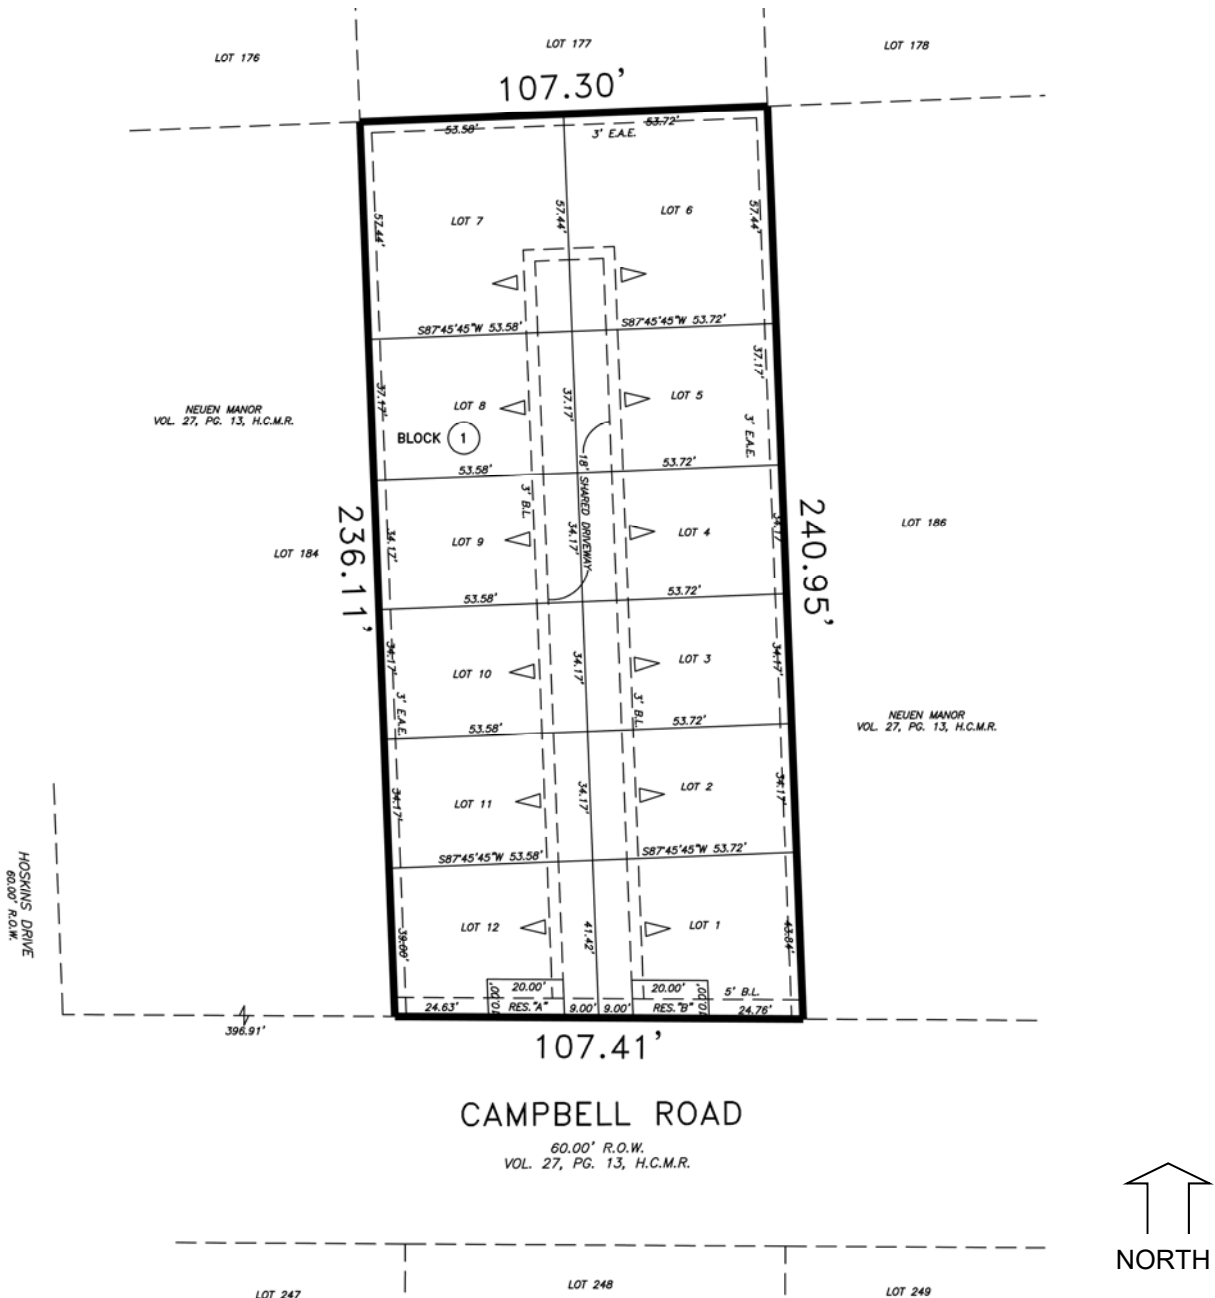 LOT 176
LOT 177
LOT 178
107.30'
53.58'
53.72'
3' E.A.E.
LOT 7
LOT 6
57.44'
57.44'
57.44'
S87°45'45"W 53.58'
S87°45'45"W 53.72'
37.17'
37.17'
37.17'
LOT 8
LOT 5
NEUEN MANOR
VOL. 27, PG. 13, H.C.M.R.
BLOCK 1
3' E.A.E.
53.58'
53.72'
18' SHARED DRIVEWAY
3' B.L.
236.11'
240.95'
34.17'
34.17'
34.17'
LOT 184
LOT 9
LOT 4
LOT 186
53.58'
53.72'
34.17'
34.17'
34.17'
LOT 10
LOT 3
3' E.A.E.
3' B.L.
53.58'
53.72'
NEUEN MANOR
VOL. 27, PG. 13, H.C.M.R.
34.17'
34.17'
34.17'
LOT 11
LOT 2
S87°45'45"W 53.58'
S87°45'45"W 53.72'
HOSKINS DRIVE
60.00' R.O.W.
39.00'
41.42'
43.84'
LOT 12
LOT 1
20.00'
20.00'
10.00'
10.00'
5' B.L.
24.63'
RES. "A"
9.00'
9.00'
RES. "B"
24.76'
396.91'
107.41'
CAMPBELL ROAD
60.00' R.O.W.
VOL. 27, PG. 13, H.C.M.R.
NORTH
LOT 247
LOT 248
LOT 249